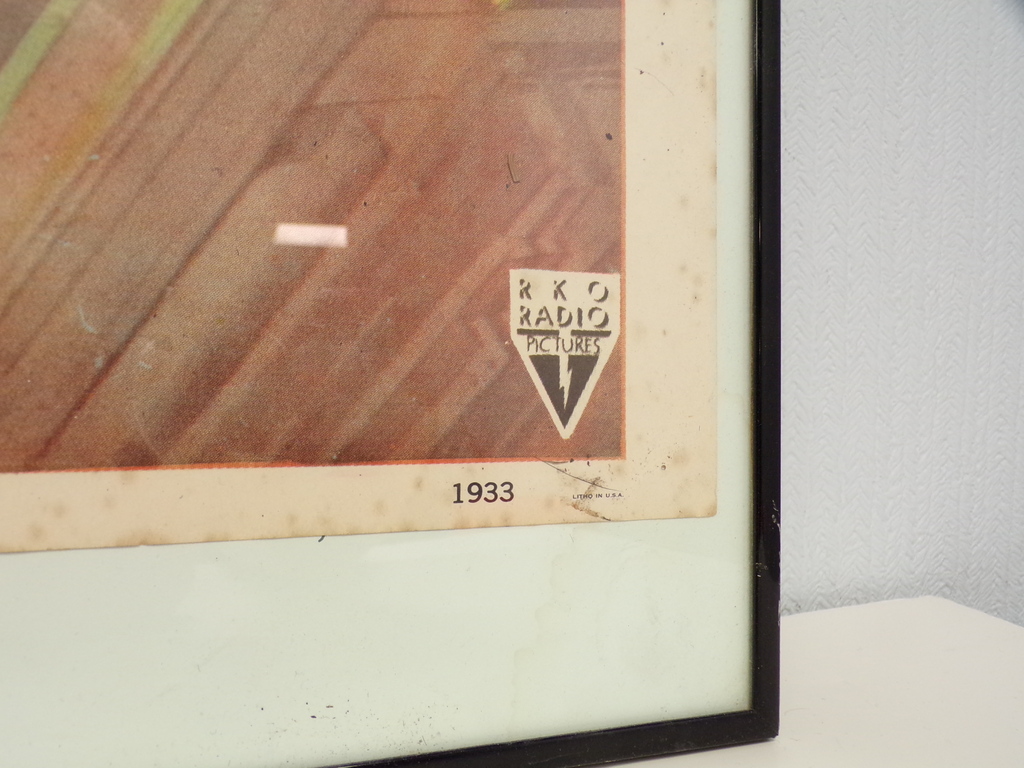 R K O
RADIO
PICTURES
1933
LITHO IN U.S.A.